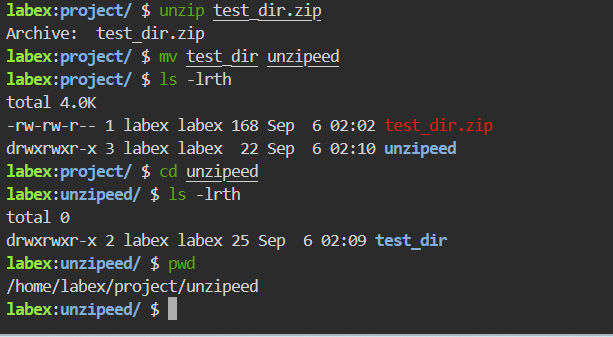 labex:project/ $ unzip test_dir.zip
Archive:  test_dir.zip
labex:project/ $ mv test_dir unzipeed
labex:project/ $ ls -lrth
total 4.0K
-rw-rw-r-- 1 labex labex 168 Sep  6 02:02 test_dir.zip
drwxrwxr-x 3 labex labex  22 Sep  6 02:10 unzipeed
labex:project/ $ cd unzipeed
labex:unzipeed/ $ ls -lrth
total 0
drwxrwxr-x 2 labex labex 25 Sep  6 02:09 test_dir
labex:unzipeed/ $ pwd
/home/labex/project/unzipeed
labex:unzipeed/ $